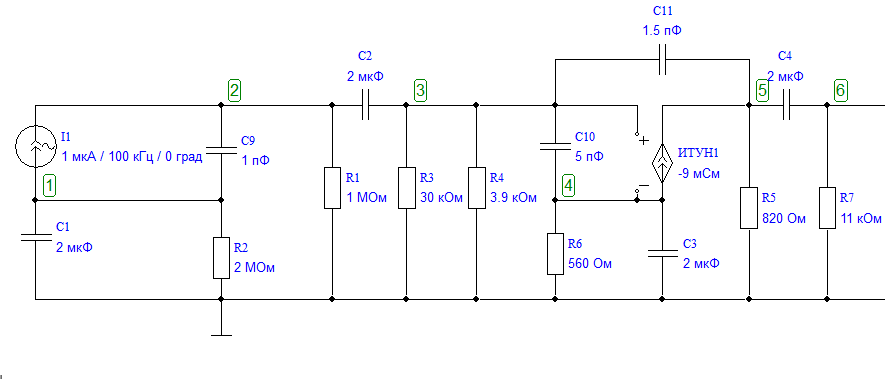 C11
1.5 пФ
C2
2 мкФ
C4
2 мкФ
2
3
5
6
I1
1 мкА / 100 кГц / 0 град
C9
1 пФ
C10
5 пФ
+
−
ИТУН1
-9 мСм
1
4
R1
1 МОм
R3
30 кОм
R4
3.9 кОм
R5
820 Ом
R7
11 кОм
C1
2 мкФ
R2
2 МОм
R6
560 Ом
C3
2 мкФ